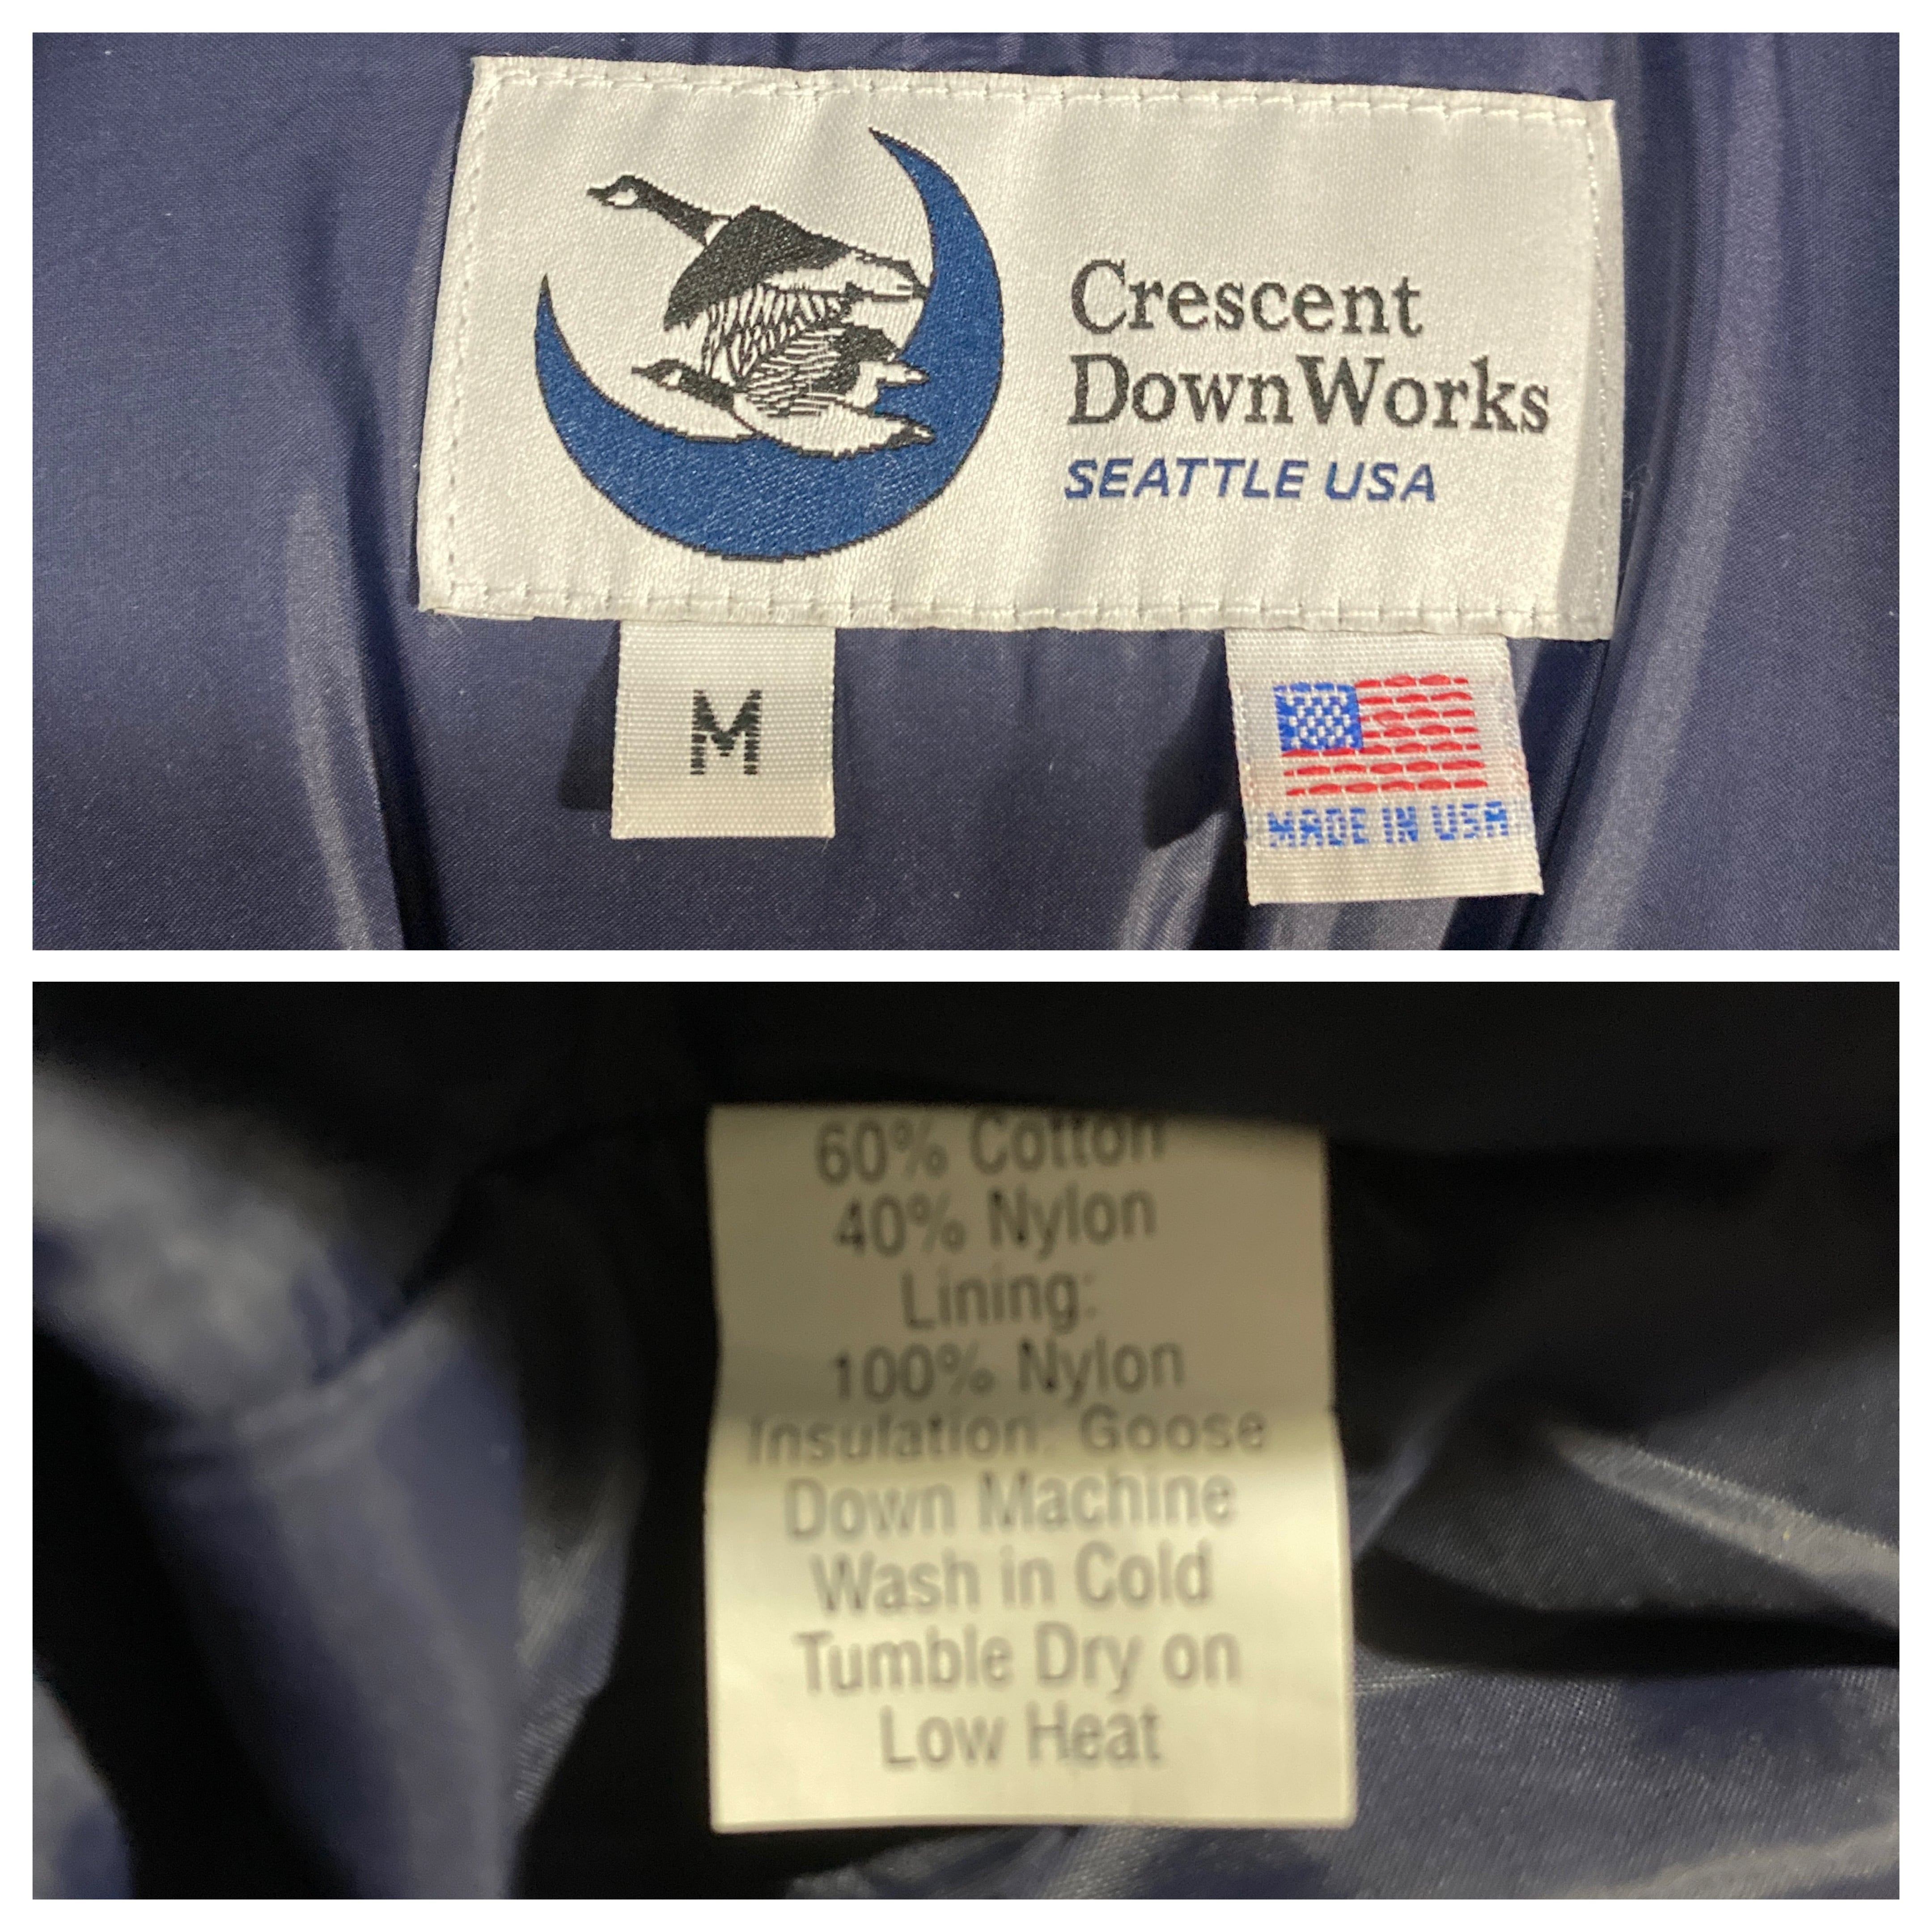 Crescent
DownWorks
SEATTLE USA
M
MADE IN USA
60% Cotton
40% Nylon
Lining:
100% Nylon
Insulation: Goose
Down Machine
Wash in Cold
Tumble Dry on
Low Heat